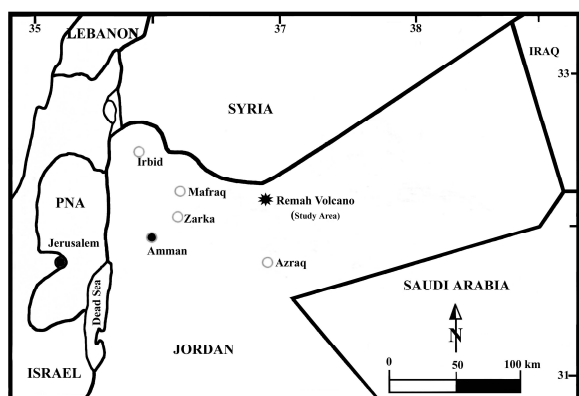 35
37
38
LEBANON
IRAQ
33
SYRIA
Irbid
Mafraq
Remah Volcano
(Study Area)
PNA
Zarka
Jerusalem
Amman
Azraq
Dead Sea
SAUDI ARABIA
N
JORDAN
0
50
100 km
ISRAEL
31